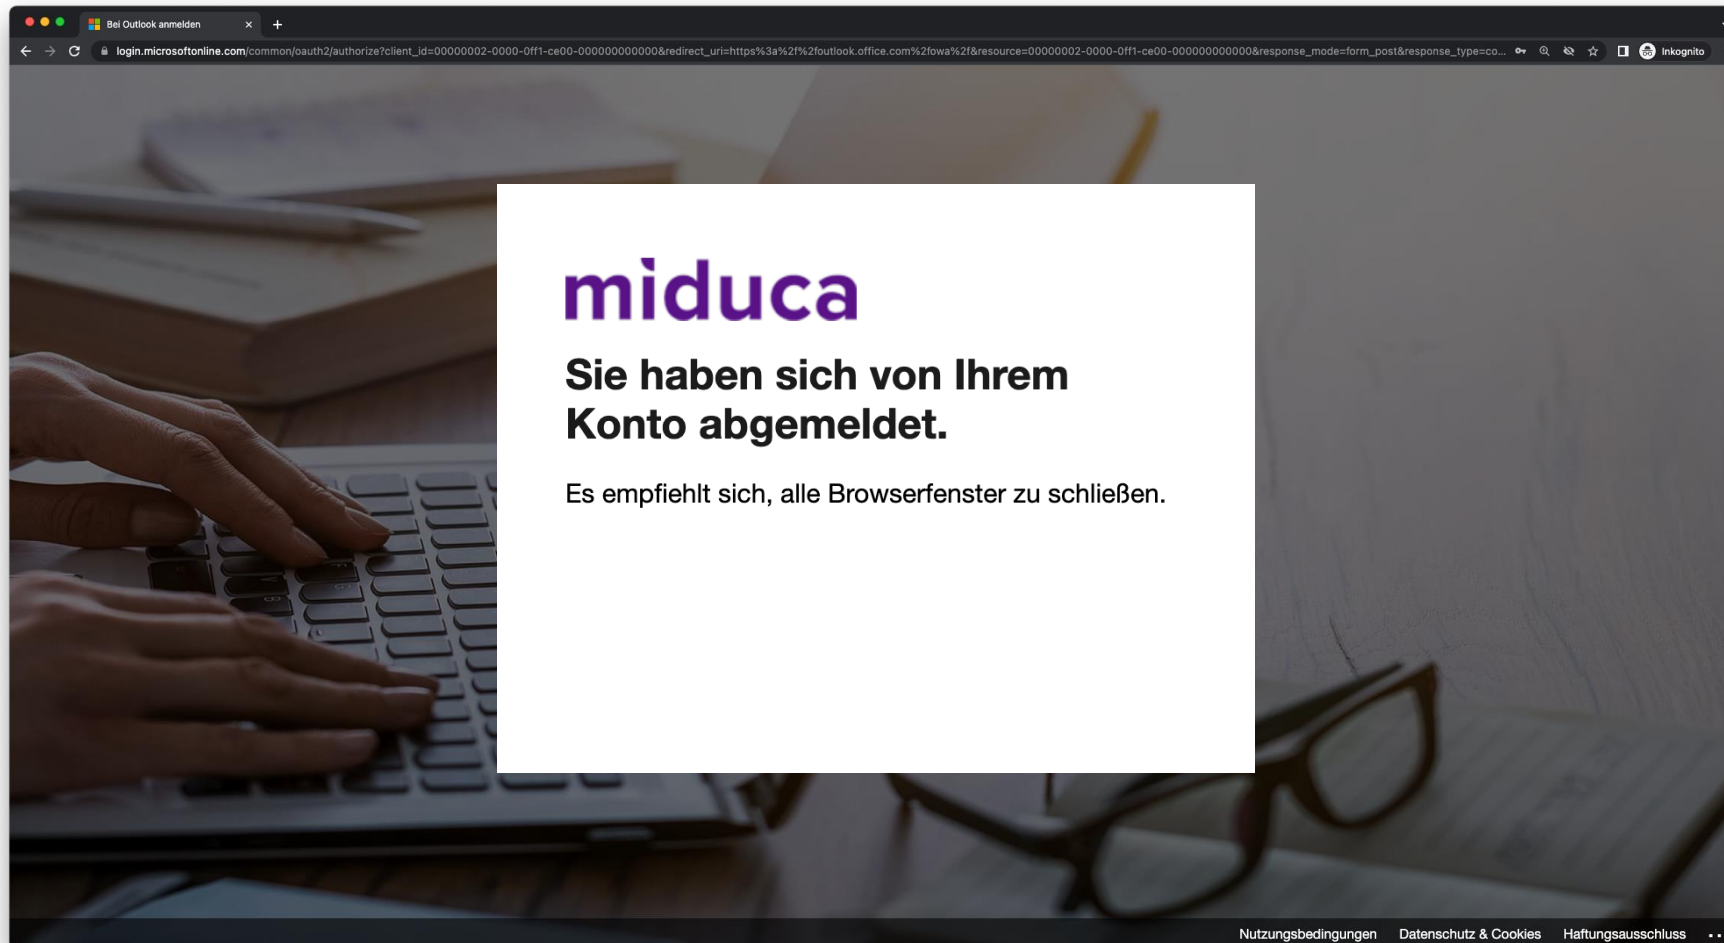 Bei Outlook anmelden
login.microsoftonline.com/common/oauth2/authorize?client_id=00000002-0000-0ff1-ce00-000000000000&redirect_uri=https%3a%2f%2foutlook.office.com%2fowa%2f&resource=00000002-0000-0ff1-ce00-000000000000&response_mode=form_post&response_type=co... Inkognito
miduca
Sie haben sich von Ihrem
Konto abgemeldet.
Es empfiehlt sich, alle Browserfenster zu schließen.
Nutzungsbedingungen Datenschutz & Cookies Haftungsausschluss